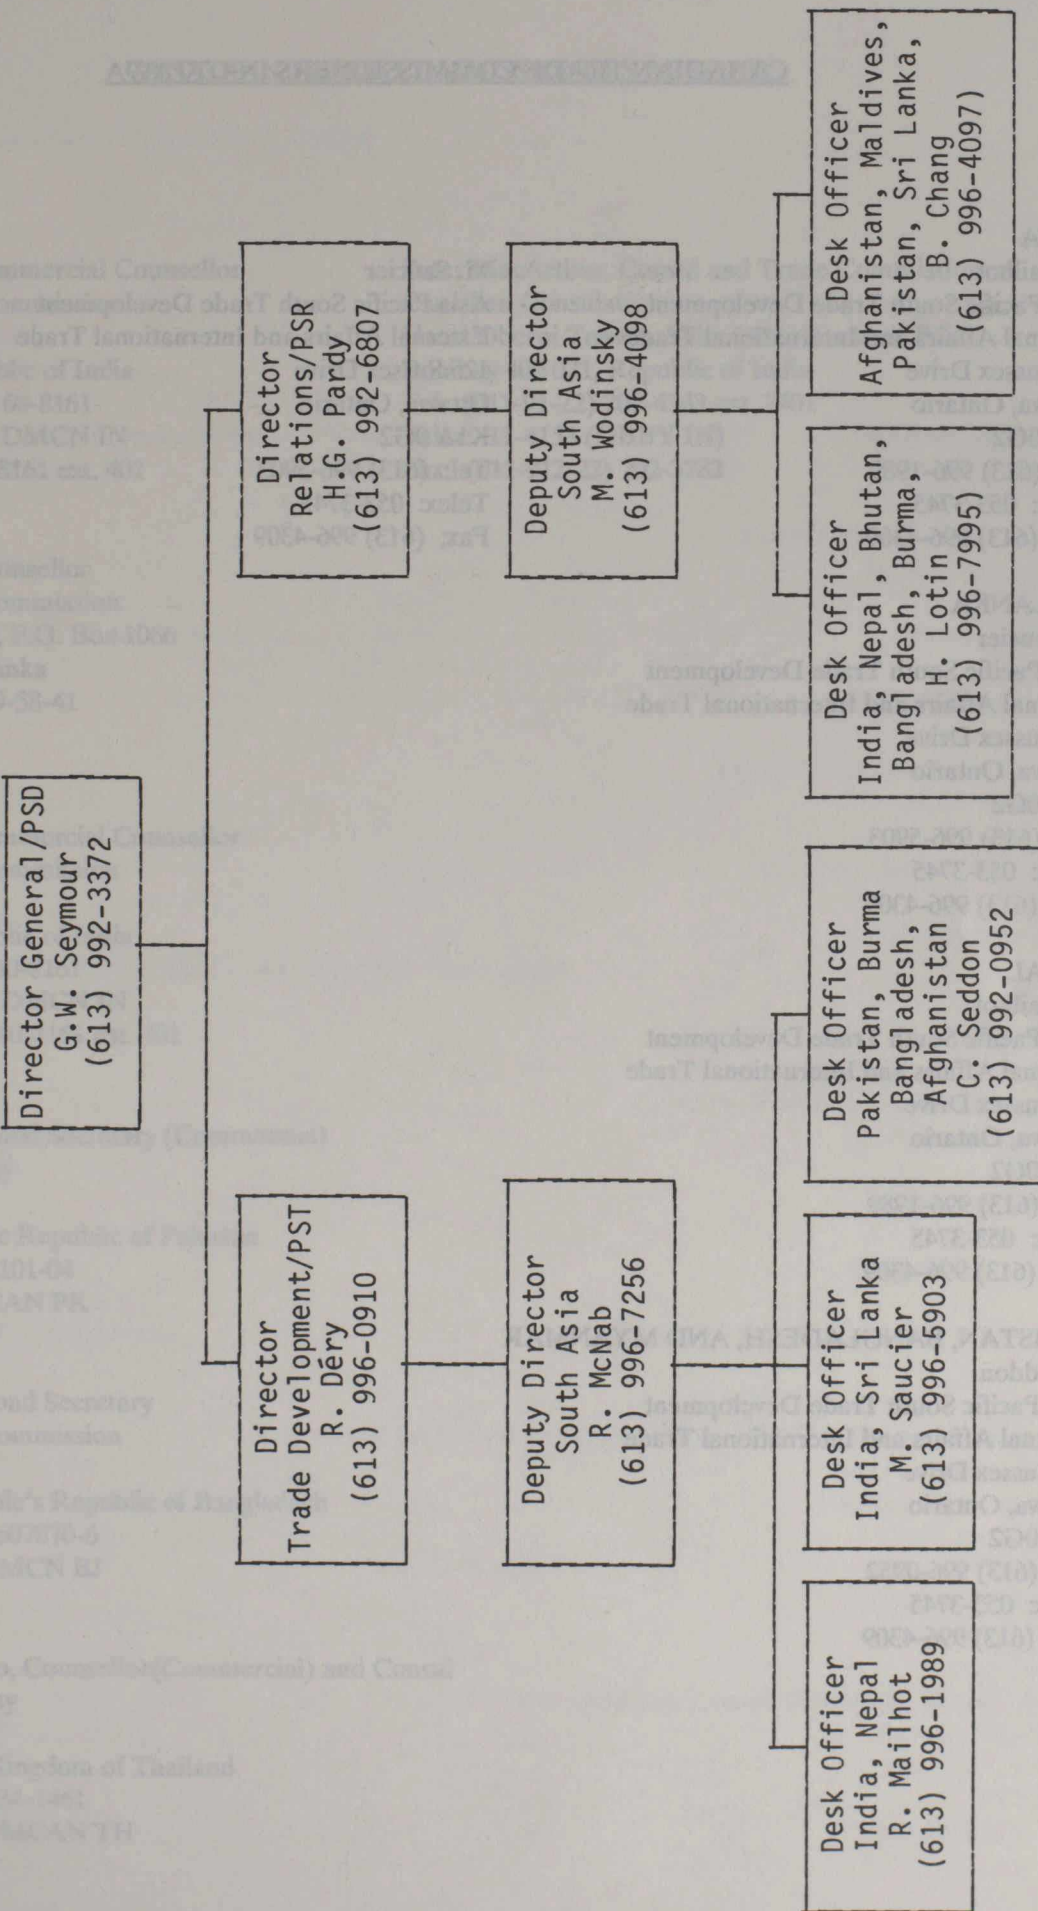 Director General/PSD
G.W. Seymour
(613) 992-3372
Director
Trade Development/PST
R. Déry
(613) 996-0910
Director
Relations/PSR
H.G. Pardy
(613) 992-6807
Deputy Director
South Asia
R. McNab
(613) 996-7256
Deputy Director
South Asia
M. Wodinsky
(613) 996-4498
Desk Officer
India, Nepal
R. Mailhot
(613) 996-1989
Desk Officer
India, Sri Lanka
M. Saucier
(613) 996-5903
Desk Officer
Pakistan, Burma
Bangladesh,
Afghanistan
C. Seddon
(613) 992-0952
Desk Officer
India, Nepal, Bhutan,
Bangladesh, Burma,
H. Lotin
(613) 996-7995)
Desk Officer
Afghanistan, Maldives,
Pakistan, Sri Lanka,
B. Chang
(613) 996-4097)